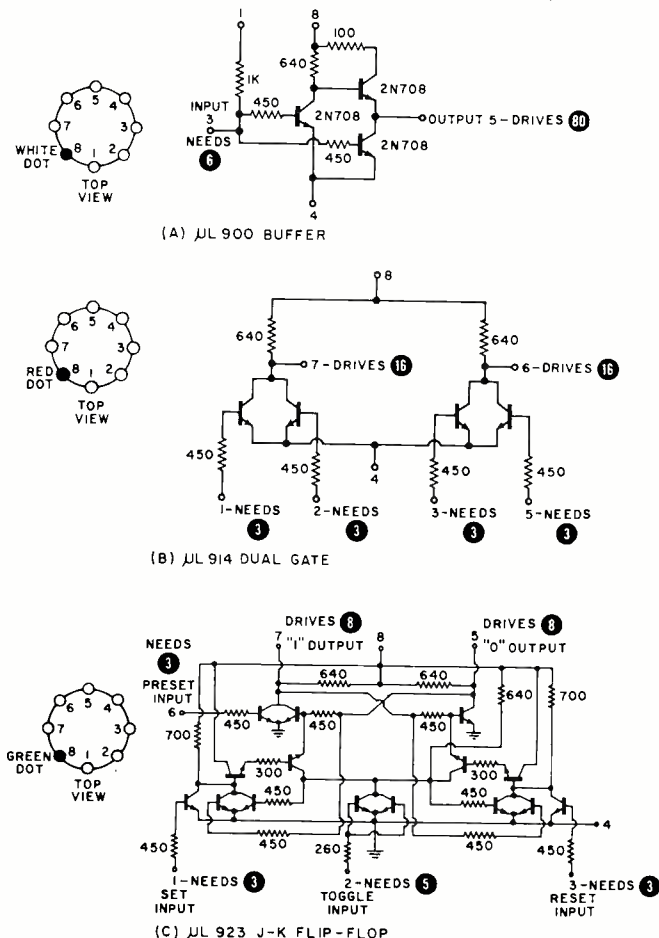 1
8
100
640
1K
2N708
INPUT
3
450
2N708
OUTPUT 5-DRIVES 80
NEEDS
6
450
2N708
4
5
6
4
7
3
WHITE
DOT
8
1
2
TOP
VIEW
(A) µL 900 BUFFER
8
640
640
7-DRIVES 16
6-DRIVES 16
5
6
4
7
3
RED
DOT
8
1
2
TOP
VIEW
450
450
4
450
450
1-NEEDS
3
2-NEEDS
3
3-NEEDS
3
5-NEEDS
3
(B) µL 914 DUAL GATE
DRIVES 8
DRIVES 8
7
"1" DUTPUT
8
5
"0" OUTPUT
NEEDS
3
PRESET
INPUT
6
450
640
640
640
700
450
450
700
300
300
450
450
5
6
4
7
3
GREEN
DOT
8
1
2
TOP
VIEW
4
450
450
260
450
450
1-NEEDS 3
SET
INPUT
2-NEEDS 5
TOGGLE
INPUT
3-NEEDS 3
RESET
INPUT
(C) µL 923 J-K FLIP-FLOP